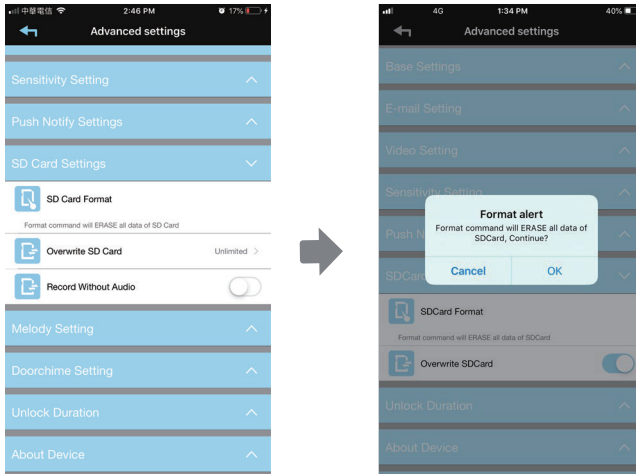 中華電信 2:46 PM 17%
Advanced settings
Sensitivity Setting
Push Notify Settings
SD Card Settings
SD Card Format
Format command will ERASE all data of SD Card
Overwrite SD Card Unlimited >
Record Without Audio
Melody Setting
Doorchime Setting
Unlock Duration
About Device
4G 1:34 PM 40%
Advanced settings
Base Settings
E-mail Setting
Video Setting
Sensitivity Setting
Format alert
Format command will ERASE all data of
SDCard, Continue?
Push N
Cancel OK
SDCar
SDCard Format
Format command will ERASE all data of SDCard
Overwrite SDCard
Unlock Duration
About Device